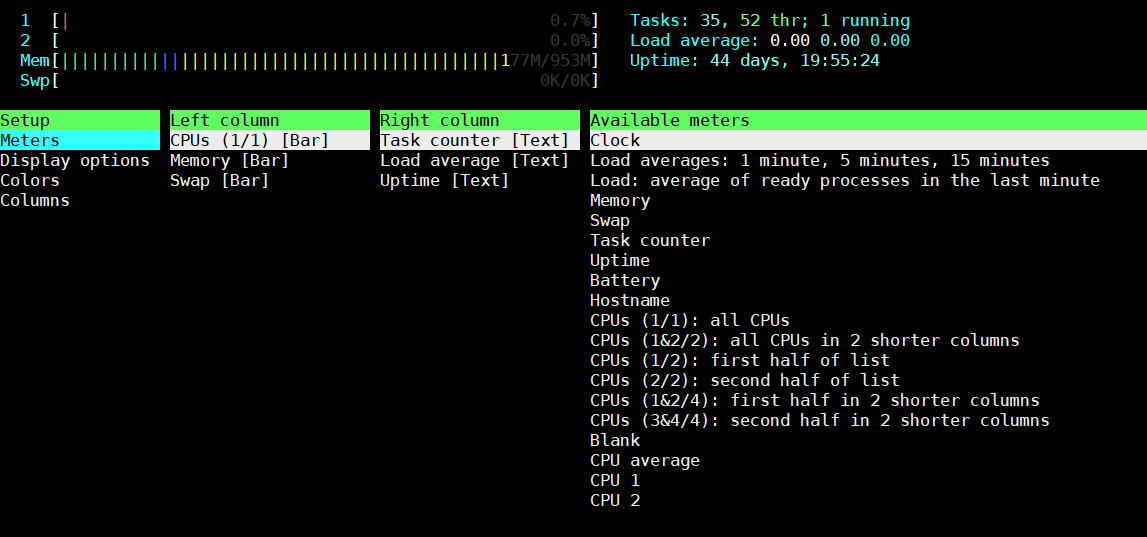 1 [| 0.7%] Tasks: 35, 52 thr; 1 running
2 [ 0.0%] Load average: 0.00 0.00 0.00
Mem[||||||||||||||||||||||||||||||||||||||||||||177M/953M] Uptime: 44 days, 19:55:24
Swp[ 0K/0K]
Setup Left column Right column Available meters
Meters CPUs (1/1) [Bar] Task counter [Text] Clock
Display options Memory [Bar] Load average [Text] Load averages: 1 minute, 5 minutes, 15 minutes
Colors Swap [Bar] Uptime [Text] Load: average of ready processes in the last minute
Columns Memory
Swap
Task counter
Uptime
Battery
Hostname
CPUs (1/1): all CPUs
CPUs (1&2/2): all CPUs in 2 shorter columns
CPUs (1/2): first half of list
CPUs (2/2): second half of list
CPUs (1&2/4): first half in 2 shorter columns
CPUs (3&4/4): second half in 2 shorter columns
Blank
CPU average
CPU 1
CPU 2